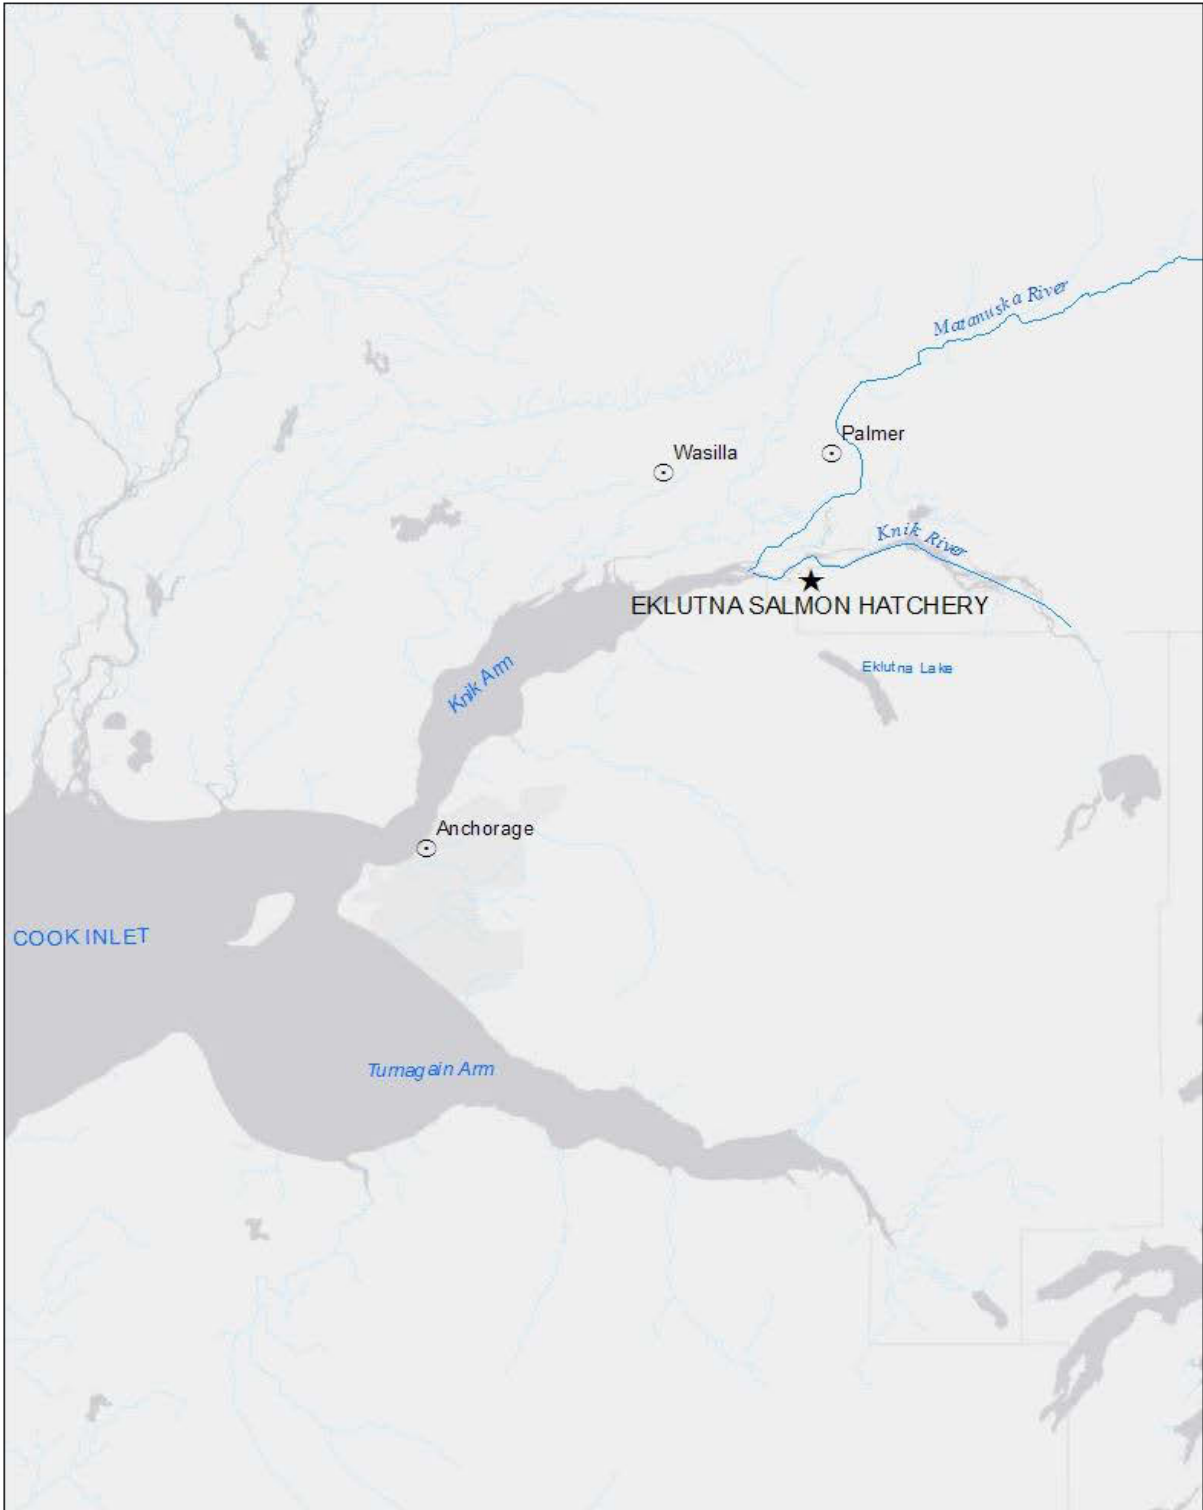 Matanuska River
Palmer
Wasilla
Knik River
EKLUTNA SALMON HATCHERY
Eklutna Lake
Knik Arm
Anchorage
COOK INLET
Turnagain Arm